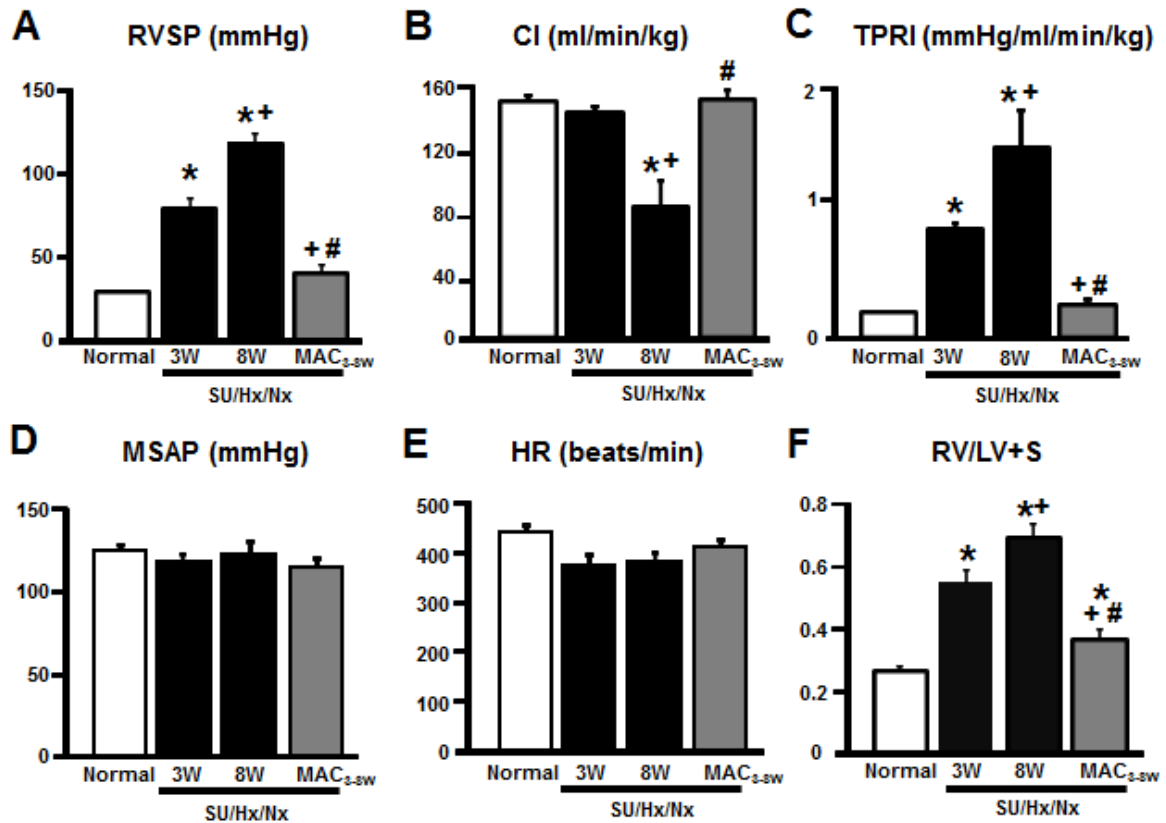 A RVSP (mmHg)
150
100
50
0
*
*+
+ #
Normal 3W 8W MAC3-8W
SU/Hx/Nx
B CI (ml/min/kg)
160
120
80
40
0
*+
#
Normal 3W 8W MAC3-8W
SU/Hx/Nx
C TPRI (mmHg/ml/min/kg)
2
1
0
*
*+
+ #
Normal 3W 8W MAC3-8W
SU/Hx/Nx
D MSAP (mmHg)
150
100
50
0
Normal 3W 8W MAC3-8W
SU/Hx/Nx
E HR (beats/min)
500
400
300
200
100
0
Normal 3W 8W MAC3-8W
SU/Hx/Nx
F RV/LV+S
0.8
0.6
0.4
0.2
0
*
*+
*
+ #
Normal 3W 8W MAC3-8W
SU/Hx/Nx